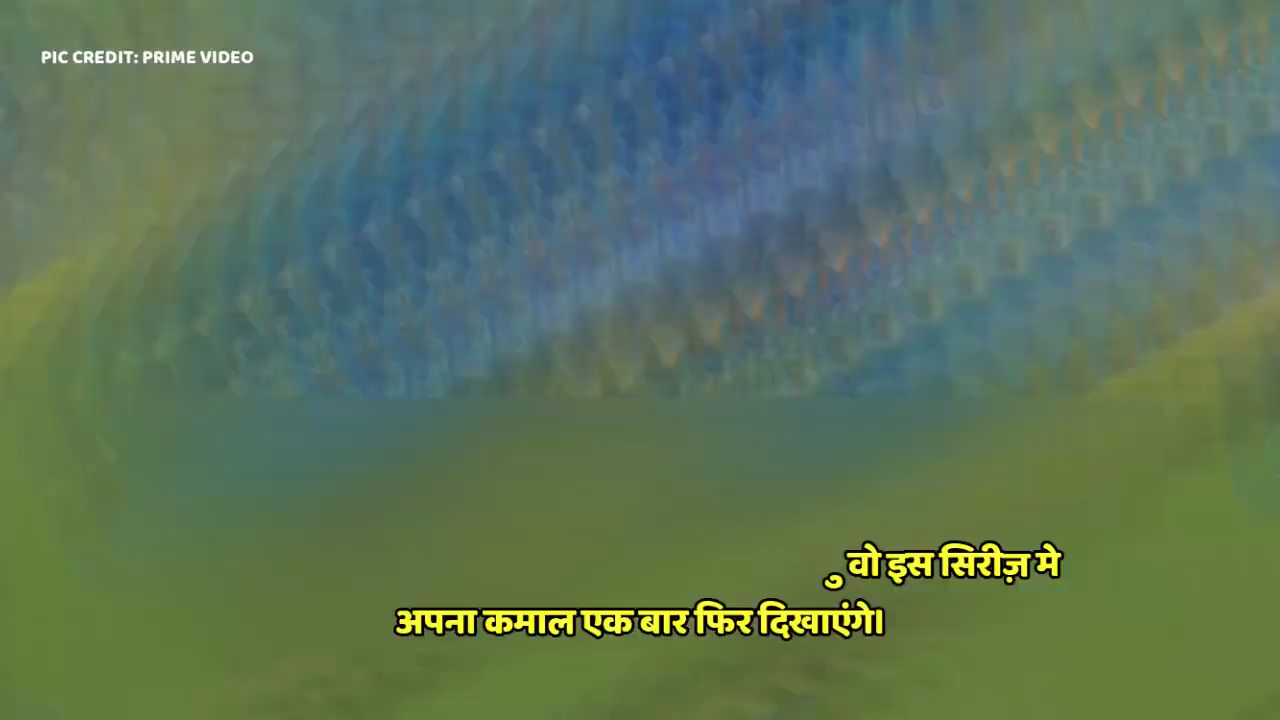 PIC CREDIT: PRIME VIDEO
वो इस सिरीज़ मे
अपना कमाल एक बार फिर दिखाएंगे।